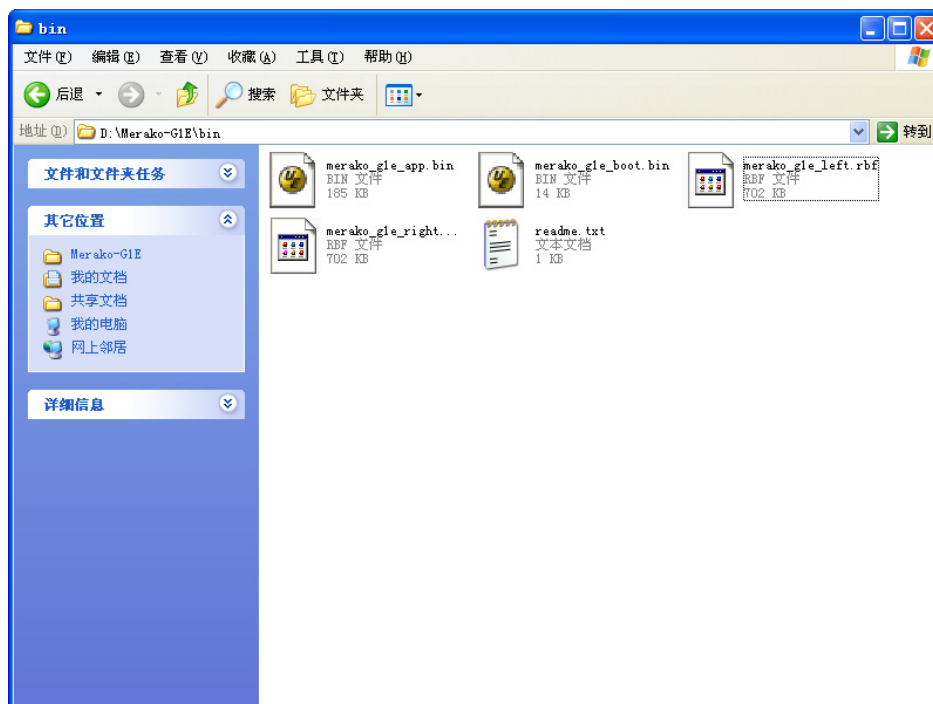 bin
文件(F) 编辑(E) 查看(V) 收藏(A) 工具(T) 帮助(H)
后退 搜索 文件夹
地址(D) D:\Merako-G1E\bin 转到
文件和文件夹任务
其它位置
Merako-G1E
我的文档
共享文档
我的电脑
网上邻居
详细信息
merako_g1e_app.bin
BIN 文件
185 KB
merako_g1e_boot.bin
BIN 文件
14 KB
merako_g1e_left.rbf
RBF 文件
702 KB
merako_g1e_right...
RBF 文件
702 KB
readme.txt
文本文档
1 KB